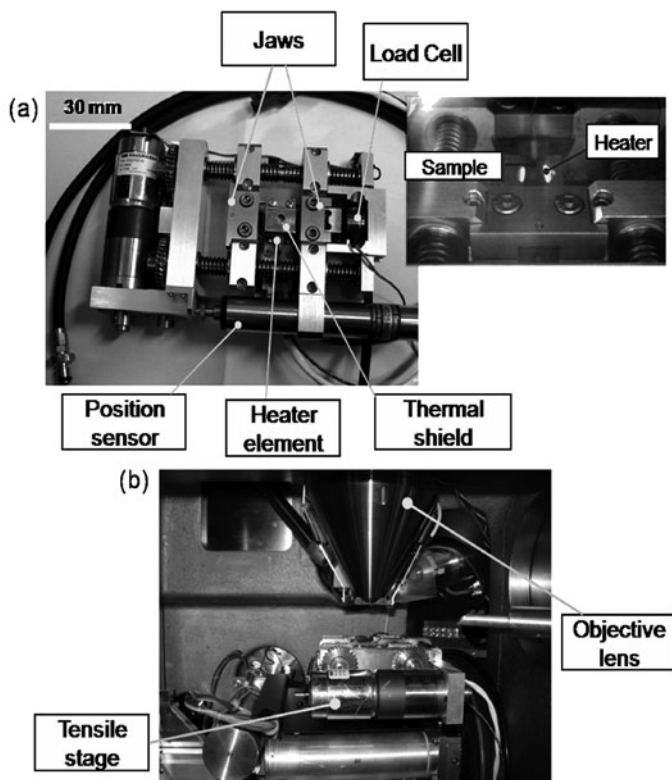 Jaws
Load Cell
(a)
30 mm
Sample
Heater
Position
sensor
Heater
element
Thermal
shield
(b)
Objective
lens
Tensile
stage